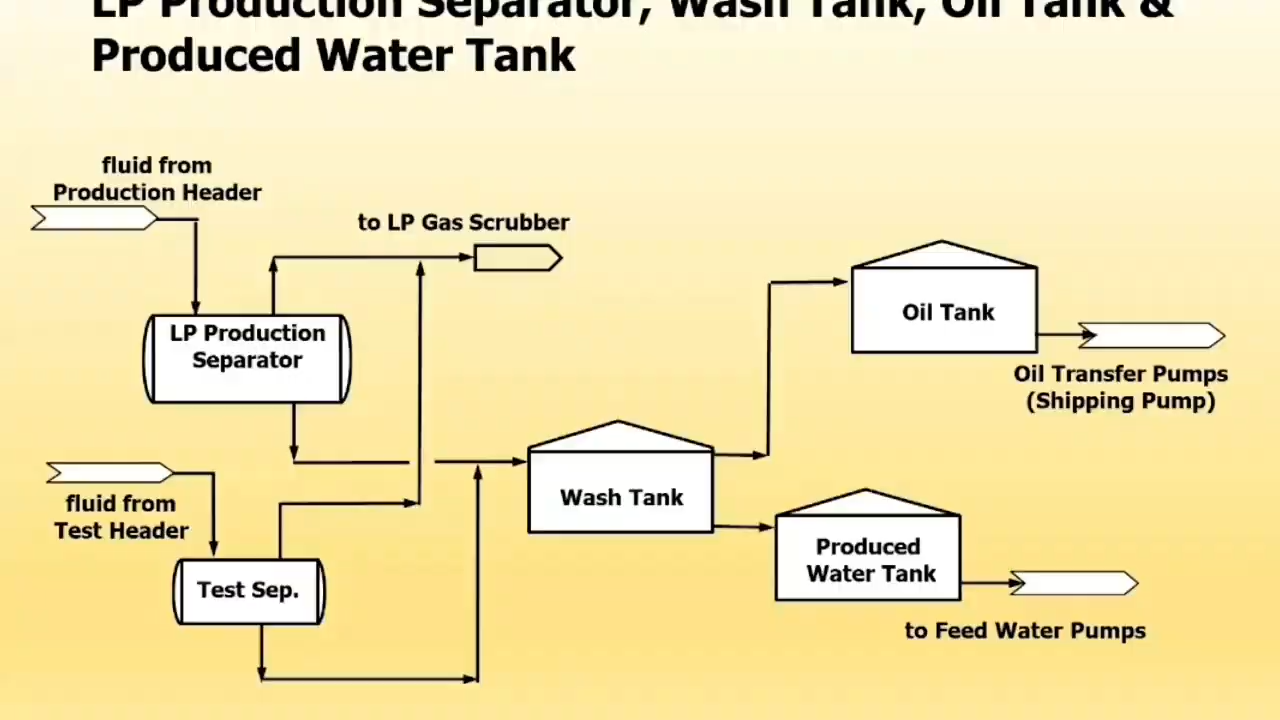 LP Production Separator, Wash Tank, Oil Tank &
Produced Water Tank
fluid from
Production Header
to LP Gas Scrubber
LP Production
Separator
Oil Tank
Oil Transfer Pumps
(Shipping Pump)
fluid from
Test Header
Wash Tank
Produced
Water Tank
Test Sep.
to Feed Water Pumps